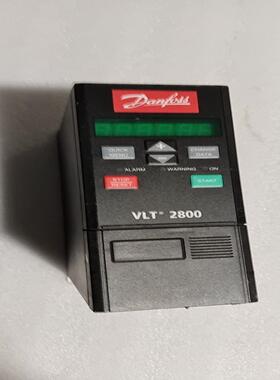 Danfoss
QUICK
MENU
+
-
CHANGE
DATA
ALARM
WARNING
ON
STOP
RESET
START
VLT® 2800